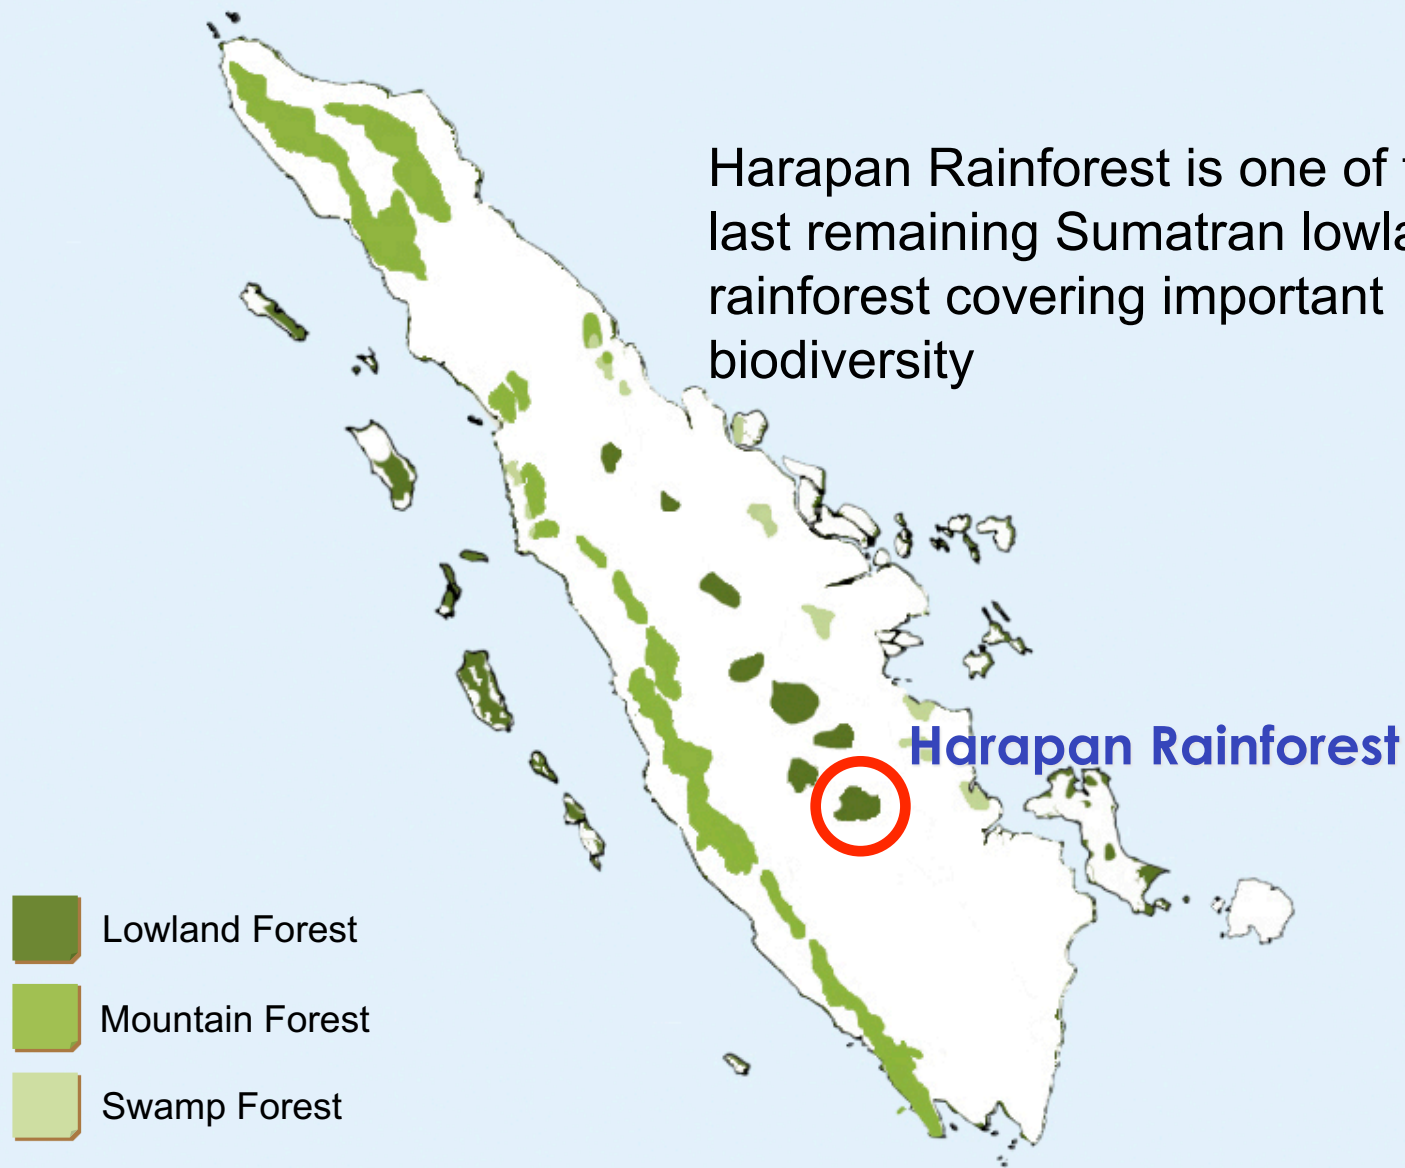 Harapan Rainforest is one of
last remaining Sumatran
rainforest covering important
biodiversity
Harapan Rainforest
Lowland Forest
Mountain Forest
Swamp Forest